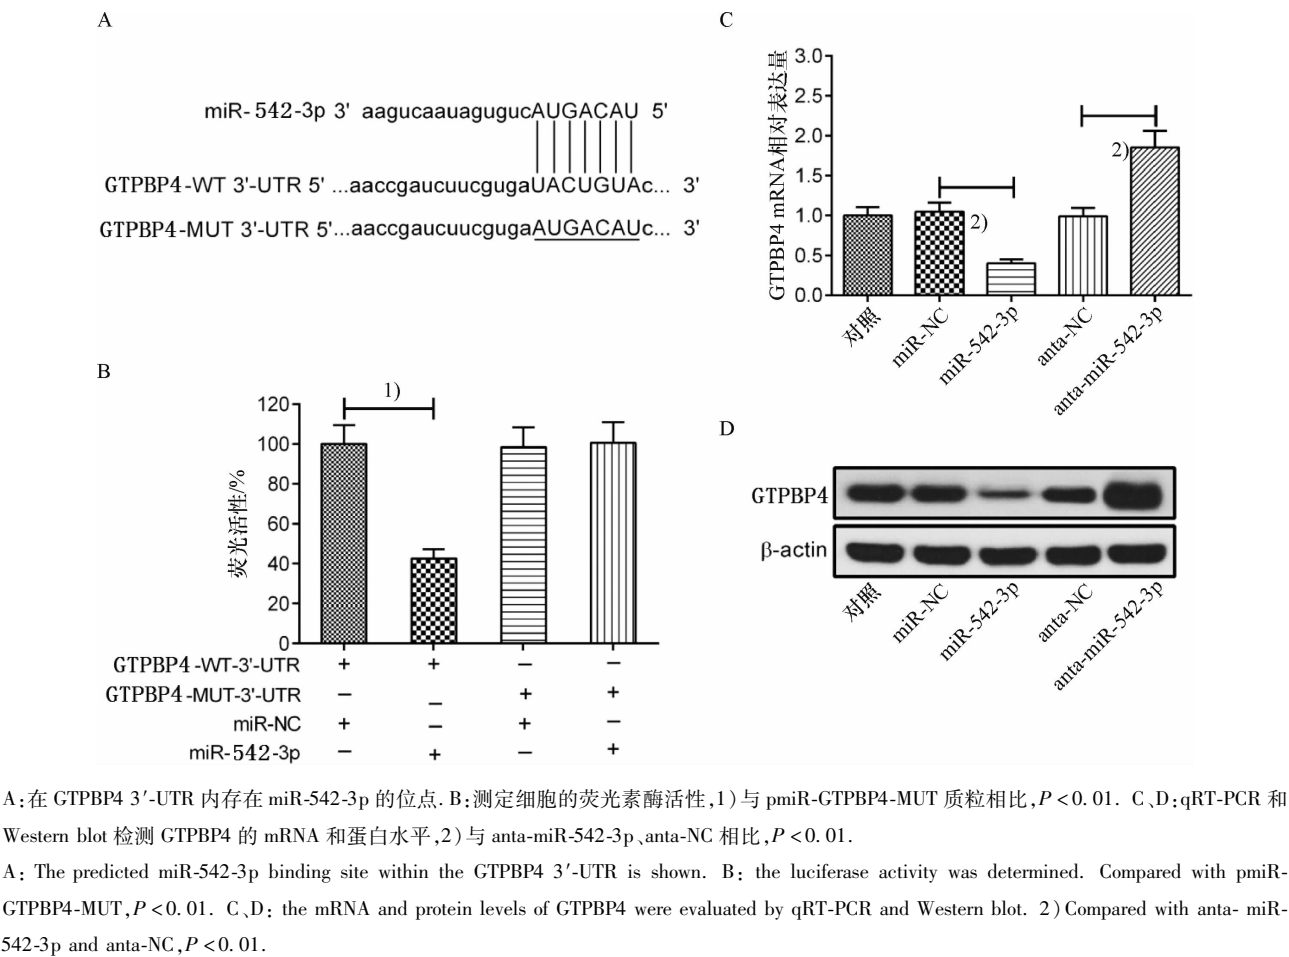 A
miR-542-3p 3' aagucaauagugucAUGACAU 5'
GTPBP4-WT 3'-UTR 5' ...aaccgaucuucgugaUACUGUAc... 3'
GTPBP4-MUT 3'-UTR 5'...aaccgaucuucgugaAUGACAUc... 3'
B
1)
荧光活性/%
120
100
80
60
40
20
0
GTPBP4-WT-3'-UTR + + − −
GTPBP4-MUT-3'-UTR − − + +
miR-NC + − + −
miR-542-3p − + − +
C
GTPBP4 mRNA相对表达量
3.0
2.5
2.0
1.5
1.0
0.5
0.0
2)
2)
对照
miR-NC
miR-542-3p
anta-NC
anta-miR-542-3p
D
GTPBP4
β-actin
对照
miR-NC
miR-542-3p
anta-NC
anta-miR-542-3p
A:在 GTPBP4 3′-UTR 内存在 miR-542-3p 的位点. B:测定细胞的荧光素酶活性,1)与 pmiR-GTPBP4-MUT 质粒相比,P<0.01. C、D:qRT-PCR 和
Western blot 检测 GTPBP4 的 mRNA 和蛋白水平,2)与 anta-miR-542-3p、anta-NC 相比,P<0.01.
A: The predicted miR-542-3p binding site within the GTPBP4 3′-UTR is shown. B: the luciferase activity was determined. Compared with pmiR-
GTPBP4-MUT,P<0.01. C、D: the mRNA and protein levels of GTPBP4 were evaluated by qRT-PCR and Western blot. 2)Compared with anta- miR-
542-3p and anta-NC,P<0.01.